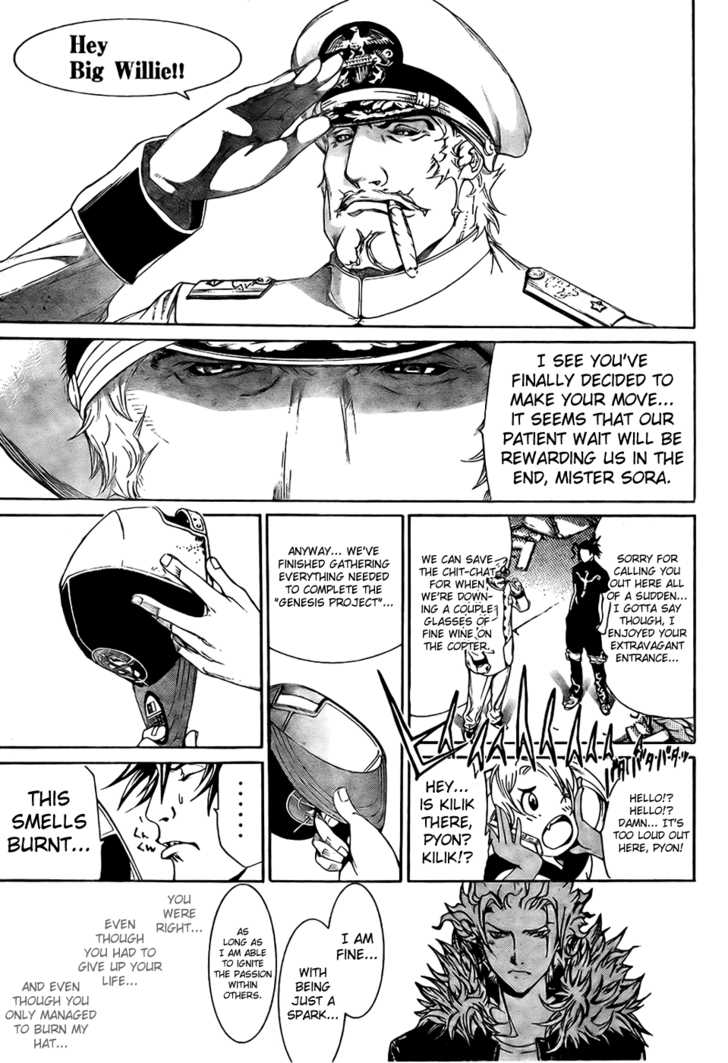 Hey
Big Willie!!
I SEE YOU'VE
FINALLY DECIDED TO
MAKE YOUR MOVE...
IT SEEMS THAT OUR
PATIENT WAIT WILL BE
REWARDING US IN THE
END, MISTER SORA.
SORRY FOR
CALLING YOU
OUT HERE ALL
OF A SUDDEN...
I GOTTA SAY
THOUGH, I
ENJOYED YOUR
EXTRAVAGANT
ENTRANCE...
WE CAN SAVE
THE CHIT-CHAT
FOR WHEN
WE'RE DOWN-
ING A COUPLE
GLASSES OF
FINE WINE ON
THE COPTER.
ANYWAY... WE'VE
FINISHED GATHERING
EVERYTHING NEEDED
TO COMPLETE THE
"GENESIS PROJECT"...
HELLO!?
HELLO!?
DAMN... IT'S
TOO LOUD OUT
HERE, PYON!
HEY...
IS KILIK
THERE,
PYON?
KILIK!?
THIS
SMELLS
BURNT...
I AM
FINE...
WITH
BEING
JUST A
SPARK...
AS
LONG AS
I AM ABLE
TO IGNITE
THE PASSION
WITHIN
OTHERS.
YOU
WERE
RIGHT...
EVEN
THOUGH
YOU HAD TO
GIVE UP YOUR
LIFE...
AND EVEN
THOUGH YOU
ONLY MANAGED
TO BURN MY
HAT...